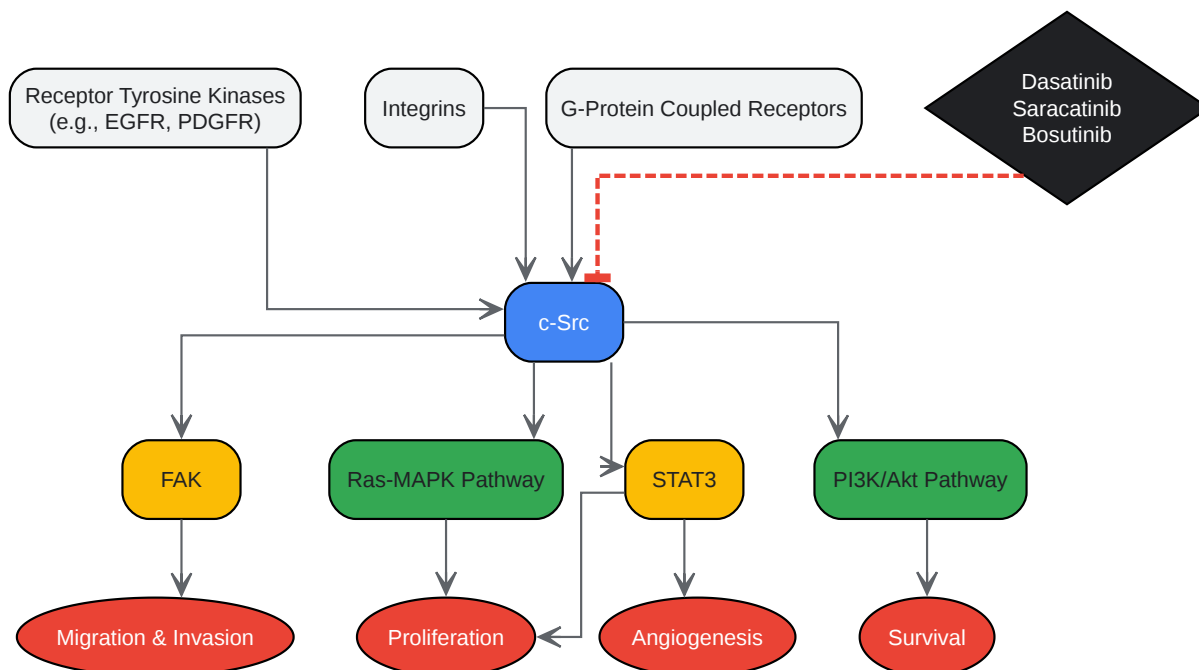 Receptor Tyrosine Kinases
(e.g., EGFR, PDGFR)
Integrins
G-Protein Coupled Receptors
Dasatinib
Saracatinib
Bosutinib
c-Src
FAK
Ras-MAPK Pathway
STAT3
PI3K/Akt Pathway
Migration & Invasion
Proliferation
Angiogenesis
Survival